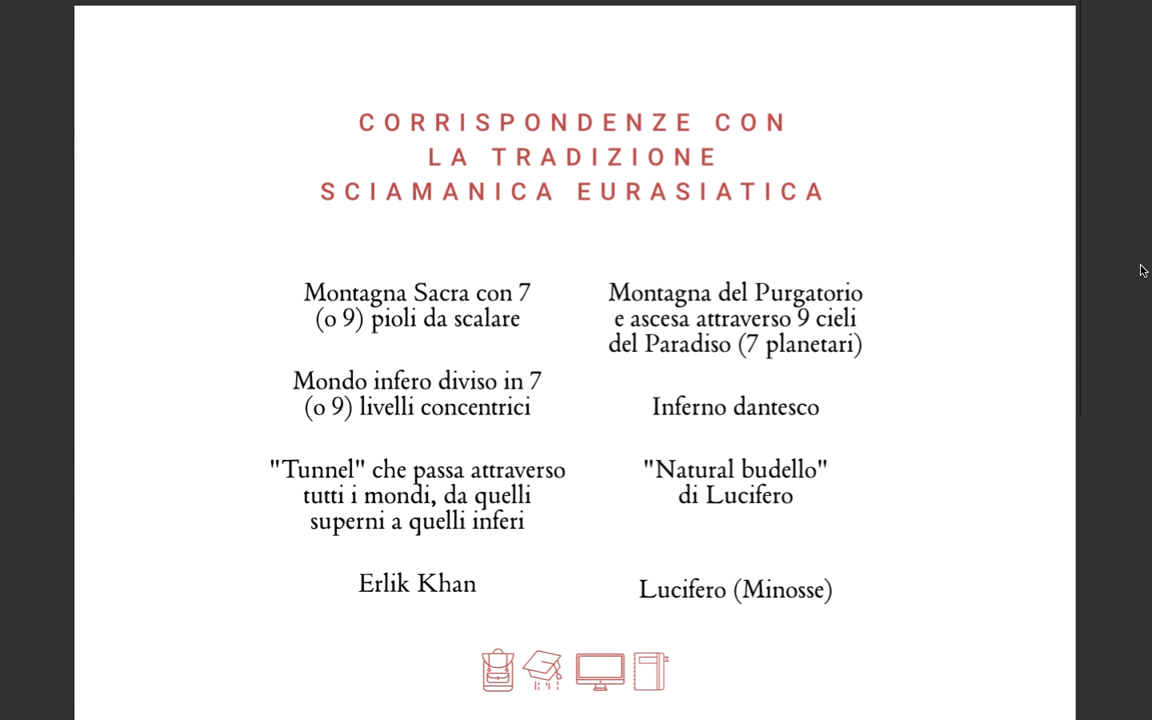 CORRISPONDENZE CON
LA TRADIZIONE
SCIAMANICA EURASIATICA
Montagna Sacra con 7
(o 9) pioli da scalare
Mondo infero diviso in 7
(o 9) livelli concentrici
"Tunnel" che passa attraverso
tutti i mondi, da quelli
superni a quelli inferi
Erlik Khan
Montagna del Purgatorio
e ascesa attraverso 9 cieli
del Paradiso (7 planetari)
Inferno dantesco
"Natural budello"
di Lucifero
Lucifero (Minosse)